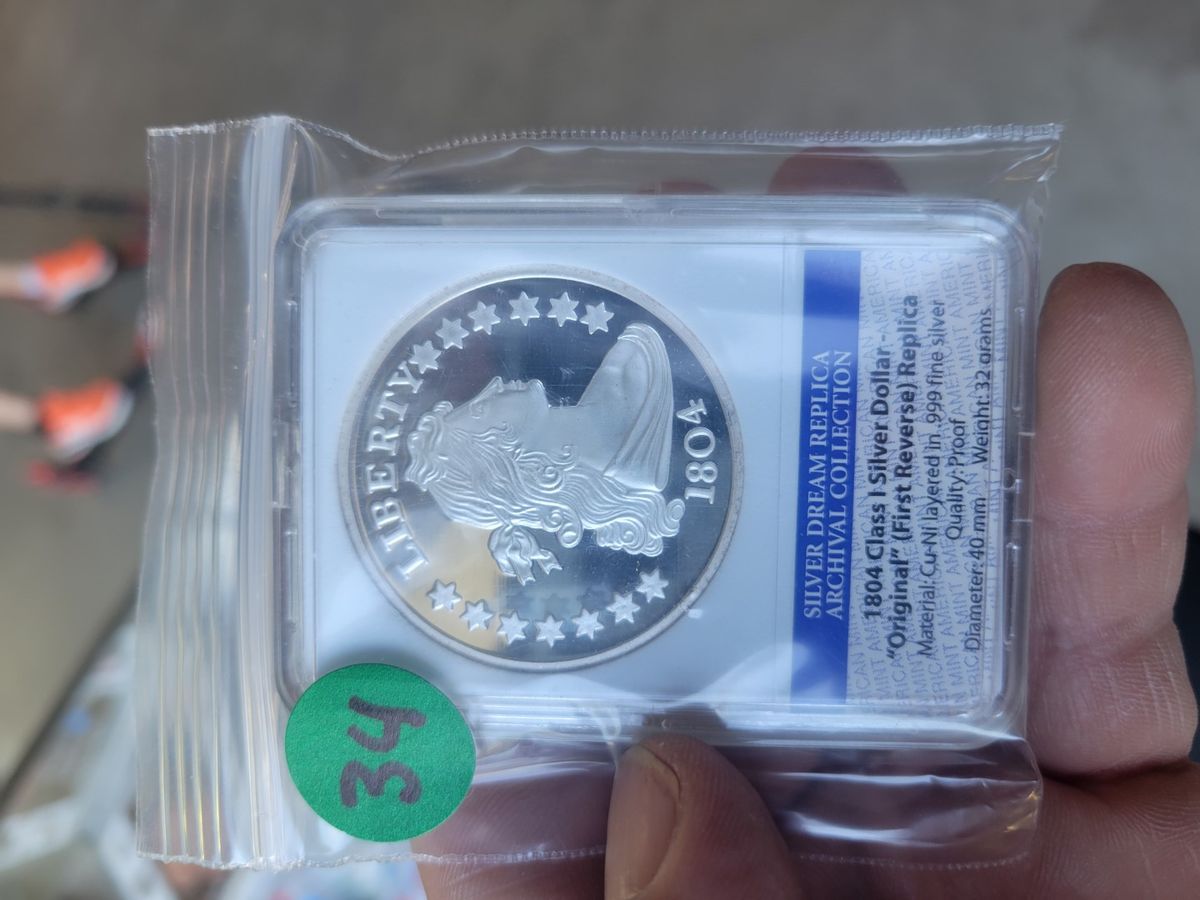 LIBERTY
1804
SILVER DREAM REPLICA
ARCHIVAL COLLECTION
1804 Class I Silver Dollar -
"Original" (First Reverse) Replica
Material: Cu-Ni layered in .999 fine silver
Quality: Proof
Diameter: 40 mm Weight: 32 grams
34